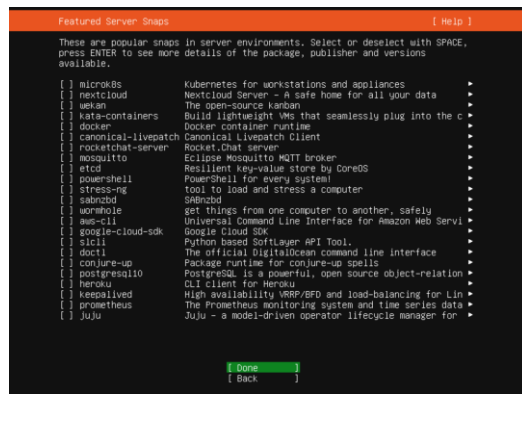 Featured Server Snaps [ Help ]
These are popular snaps in server environments. Select or deselect with SPACE,
press ENTER to see more details of the package, publisher and versions
available.
[ ] microk8s Kubernetes for workstations and appliances ▸
[ ] nextcloud Nextcloud Server - A safe home for all your data ▸
[ ] wekan The open-source kanban ▸
[ ] kata-containers Build lightweight VMs that seamlessly plug into the c ▸
[ ] docker Docker container runtime ▸
[ ] canonical-livepatch Canonical Livepatch Client ▸
[ ] rocketchat-server Rocket.Chat server ▸
[ ] mosquitto Eclipse Mosquitto MQTT broker ▸
[ ] etcd Resilient key-value store by CoreOS ▸
[ ] powershell PowerShell for every system! ▸
[ ] stress-ng tool to load and stress a computer ▸
[ ] sabnzbd SABnzbd ▸
[ ] wormhole get things from one computer to another, safely ▸
[ ] aws-cli Universal Command Line Interface for Amazon Web Servi ▸
[ ] google-cloud-sdk Google Cloud SDK ▸
[ ] slcli Python based SoftLayer API Tool. ▸
[ ] doctl The official DigitalOcean command line interface ▸
[ ] conjure-up Package runtime for conjure-up spells ▸
[ ] postgresql10 PostgreSQL is a powerful, open source object-relation ▸
[ ] heroku CLI client for Heroku ▸
[ ] keepalived High availability VRRP/BFD and load-balancing for Lin ▸
[ ] prometheus The Prometheus monitoring system and time series data ▸
[ ] juju Juju - a model-driven operator lifecycle manager for ▸
[ Done ]
[ Back ]